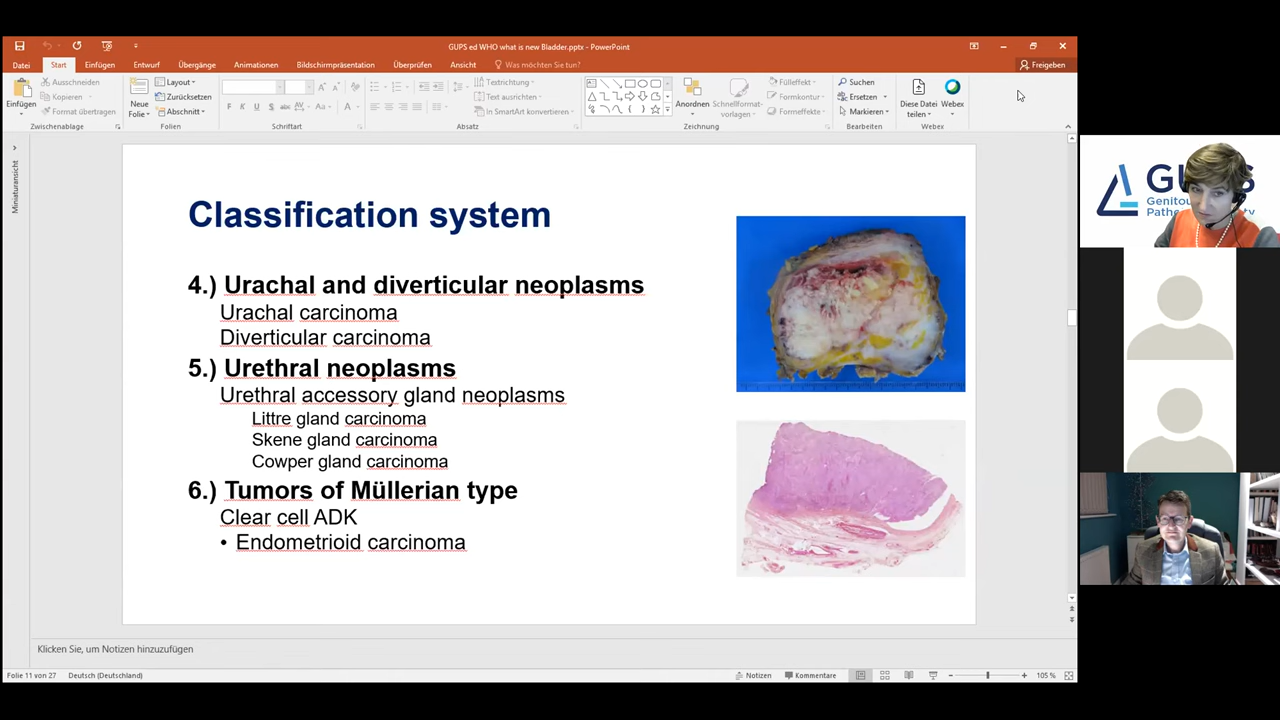 GUPS ed WHO what is new Bladder.pptx - PowerPoint
Datei Start Einfügen Entwurf Übergänge Animationen Bildschirmpräsentation Überprüfen Ansicht Was möchten Sie tun? Freigeben
Einfügen
Ausschneiden
Kopieren
Format übertragen
Zwischenablage
Neue Folie
Layout
Zurücksetzen
Abschnitt
Folien
F K U S abc AV Aa A
Schriftart
Textrichtung
Text ausrichten
In SmartArt konvertieren
Absatz
Anordnen
Schnellformat-vorlagen
Fülleffekt
Formkontur
Formeffekte
Zeichnung
Suchen
Ersetzen
Markieren
Bearbeiten
Diese Datei teilen
Webex
Webex
Miniaturansicht
Classification system
4.) Urachal and diverticular neoplasms
Urachal carcinoma
Diverticular carcinoma
5.) Urethral neoplasms
Urethral accessory gland neoplasms
Littre gland carcinoma
Skene gland carcinoma
Cowper gland carcinoma
6.) Tumors of Müllerian type
Clear cell ADK
• Endometrioid carcinoma
Klicken Sie, um Notizen hinzuzufügen
Folie 11 von 27 Deutsch (Deutschland) Notizen Kommentare 105 %